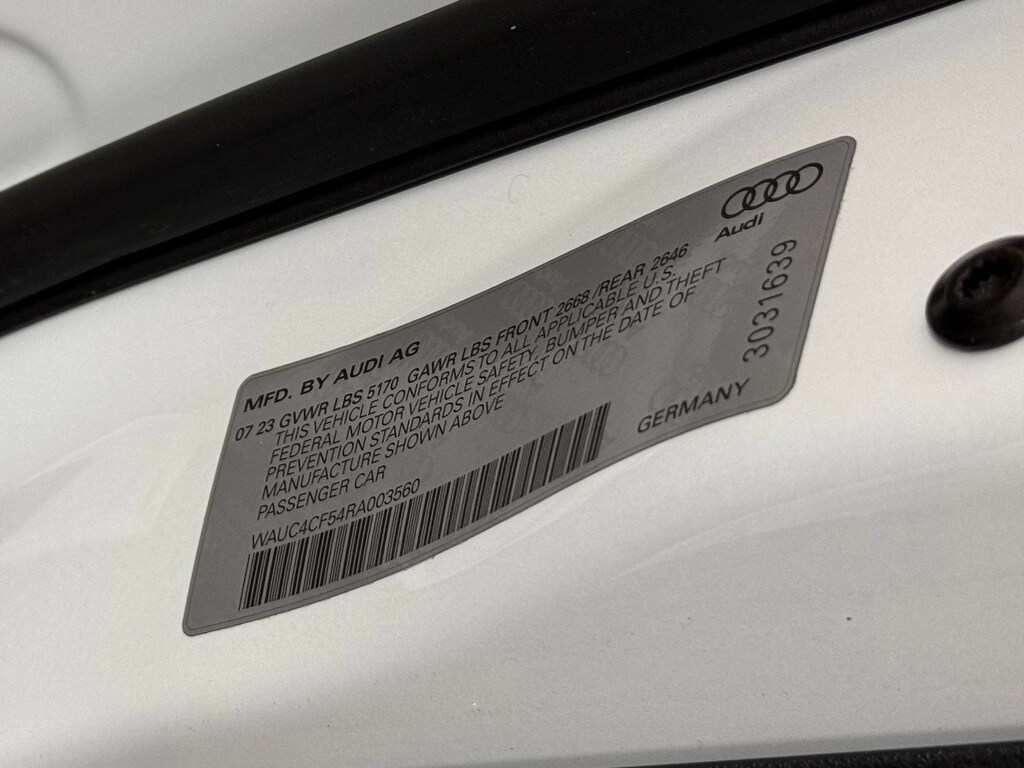 Audi
MFD. BY AUDI AG
07 23 GVWR LBS 5170 GAWR LBS FRONT 2668 /REAR 2646
THIS VEHICLE CONFORMS TO ALL APPLICABLE U.S.
FEDERAL MOTOR VEHICLE SAFETY, BUMPER AND THEFT
PREVENTION STANDARDS IN EFFECT ON THE DATE OF
MANUFACTURE SHOWN ABOVE
PASSENGER CAR
WAUC4CF54RA003560
GERMANY
3031639